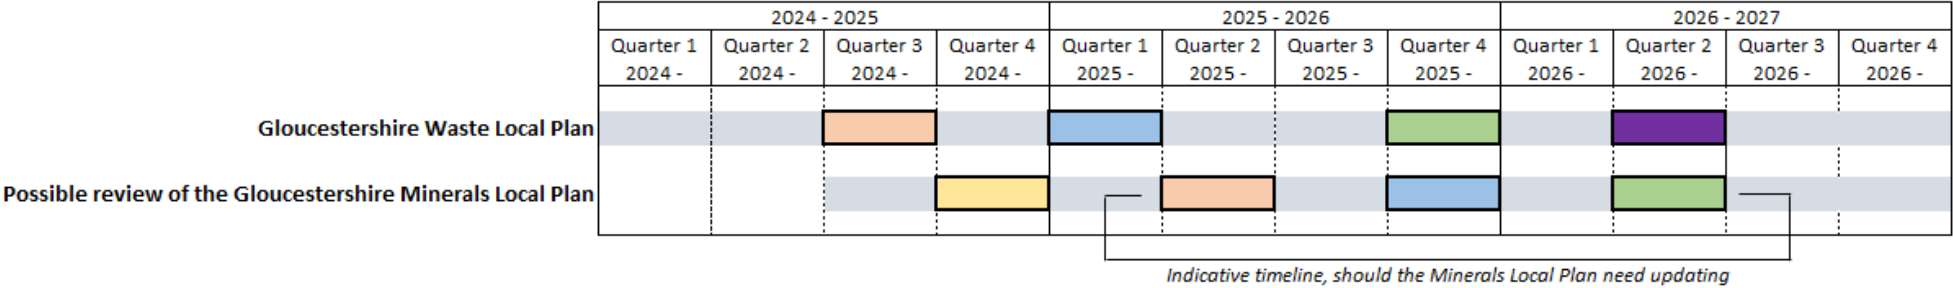 2024 - 2025 2025 - 2026 2026 - 2027
Quarter 1 Quarter 2 Quarter 3 Quarter 4 Quarter 1 Quarter 2 Quarter 3 Quarter 4 Quarter 1 Quarter 2 Quarter 3 Quarter 4
2024 - 2024 - 2024 - 2024 - 2025 - 2025 - 2025 - 2025 - 2026 - 2026 - 2026 - 2026 -
Gloucestershire Waste Local Plan
Possible review of the Gloucestershire Minerals Local Plan
Indicative timeline, should the Minerals Local Plan need updating